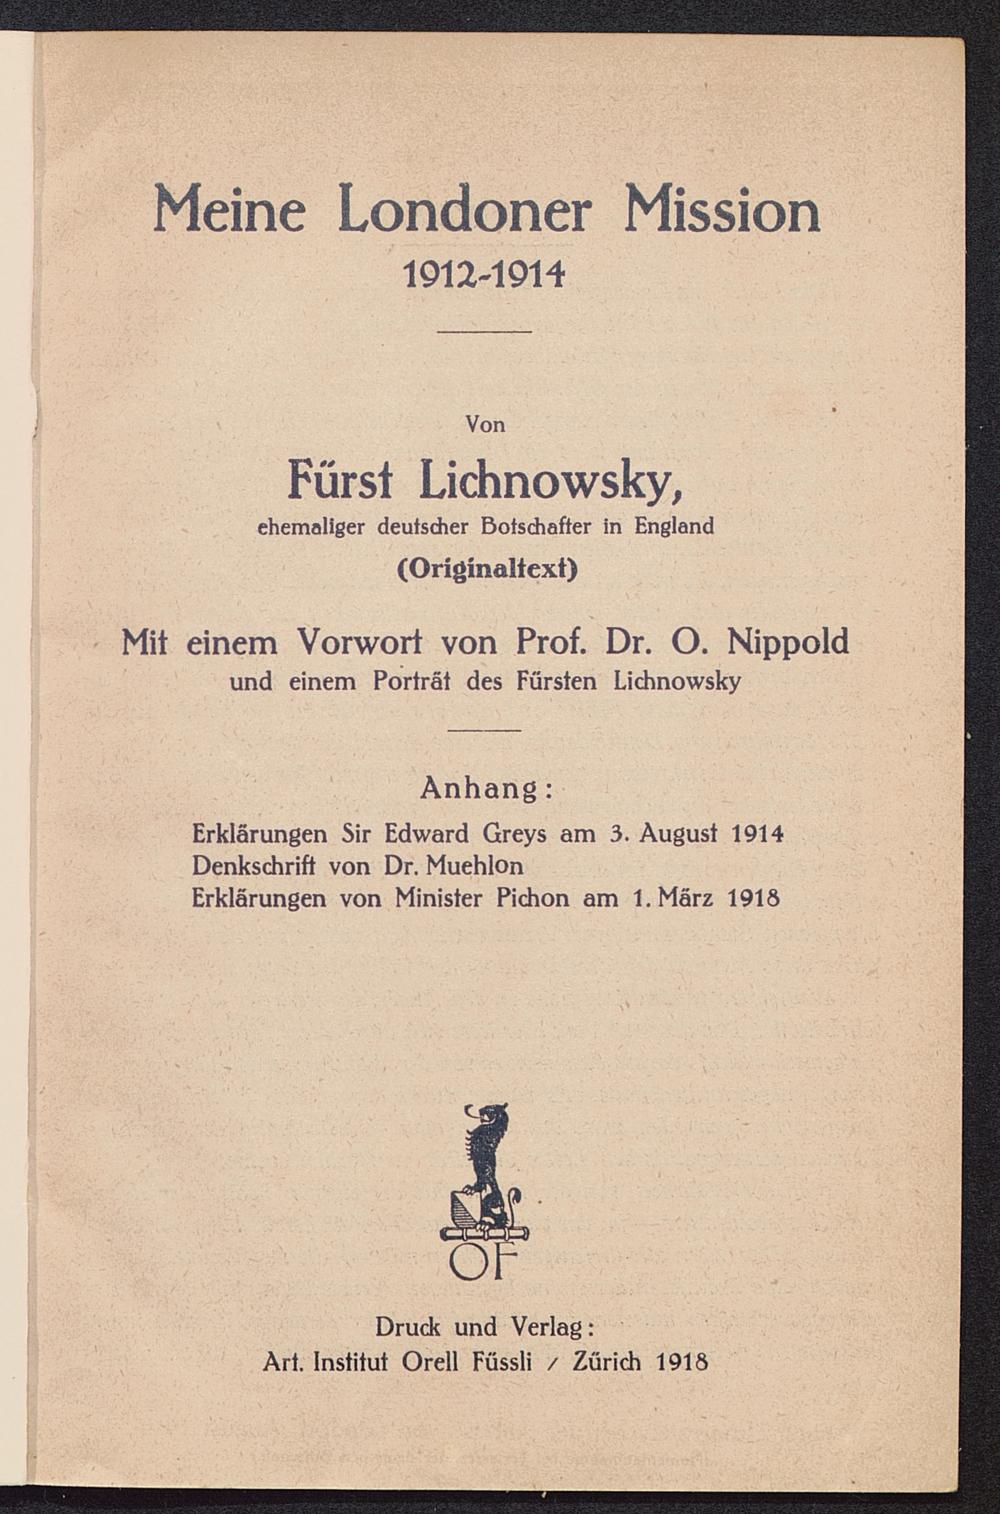 Meine Londoner Mission
1912-1914
Von
Fürst Lichnowsky,
ehemaliger deutscher Botschafter in England
(Originaltext)
Mit einem Vorwort von Prof. Dr. O. Nippold
und einem Porträt des Fürsten Lichnowsky
Anhang:
Erklärungen Sir Edward Greys am 3. August 1914
Denkschrift von Dr. Muehlon
Erklärungen von Minister Pichon am 1. März 1918
OF
Druck und Verlag:
Art. Institut Orell Füssli / Zürich 1918